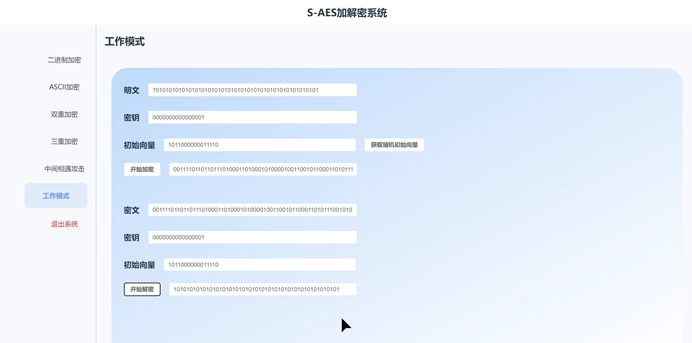 S-AES加解密系统
工作模式
二进制加密
ASCII加密
双重加密
三重加密
中间相遇攻击
工作模式
退出系统
明文
密钥 0000000000000001
初始向量 1011000000011110 获取随机初始向量
开始加密
密文
密钥 0000000000000001
初始向量 1011000000011110
开始解密